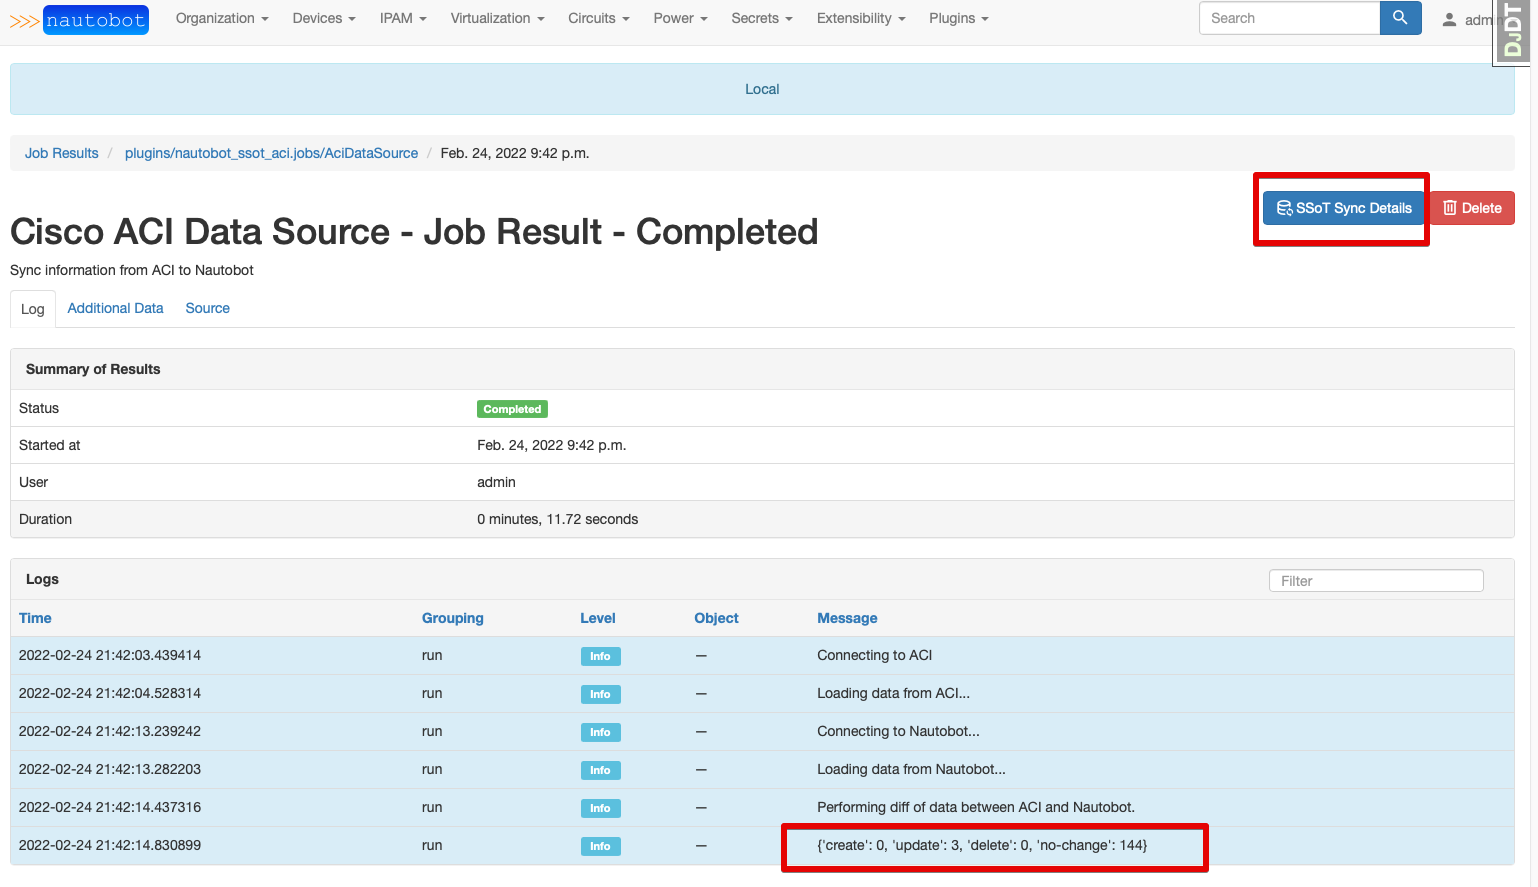 >>> nautobot Organization Devices IPAM Virtualization Circuits Power Secrets Extensibility Plugins Search admin DJDT
Local
Job Results / plugins/nautobot_ssot_aci.jobs/AciDataSource / Feb. 24, 2022 9:42 p.m.
SSoT Sync Details Delete
Cisco ACI Data Source - Job Result - Completed
Sync information from ACI to Nautobot
Log Additional Data Source
Summary of Results
Status Completed
Started at Feb. 24, 2022 9:42 p.m.
User admin
Duration 0 minutes, 11.72 seconds
Logs Filter
Time Grouping Level Object Message
2022-02-24 21:42:03.439414 run Info — Connecting to ACI
2022-02-24 21:42:04.528314 run Info — Loading data from ACI...
2022-02-24 21:42:13.239242 run Info — Connecting to Nautobot...
2022-02-24 21:42:13.282203 run Info — Loading data from Nautobot...
2022-02-24 21:42:14.437316 run Info — Performing diff of data between ACI and Nautobot.
2022-02-24 21:42:14.830899 run Info — {'create': 0, 'update': 3, 'delete': 0, 'no-change': 144}